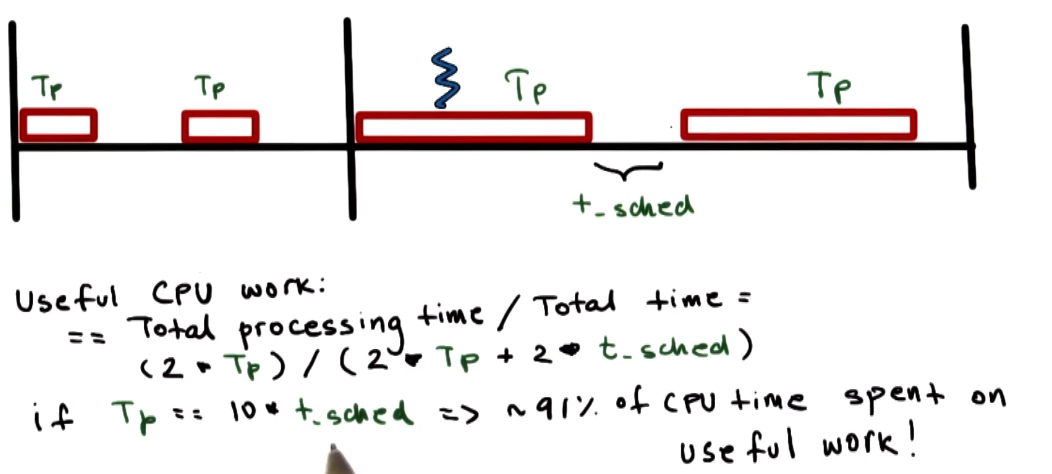 Tp Tp Tp Tp
t_sched
Useful CPU work:
== Total processing time / Total time =
(2 * Tp) / (2 * Tp + 2 * t_sched)
if Tp == 10 * t_sched => ~91% of CPU time spent on
useful work!